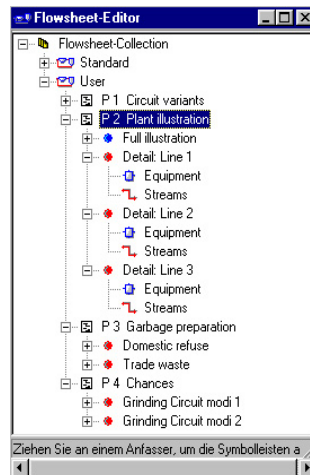 Flowsheet-Editor
Flowsheet-Collection
Standard
User
P 1 Circuit variants
P 2 Plant illustration
Full illustration
Detail: Line 1
Equipment
Streams
Detail: Line 2
Equipment
Streams
Detail: Line 3
Equipment
Streams
P 3 Garbage preparation
Domestic refuse
Trade waste
P 4 Chances
Grinding Circuit modi 1
Grinding Circuit modi 2
Ziehen Sie an einem Anfasser, um die Symbolleisten a